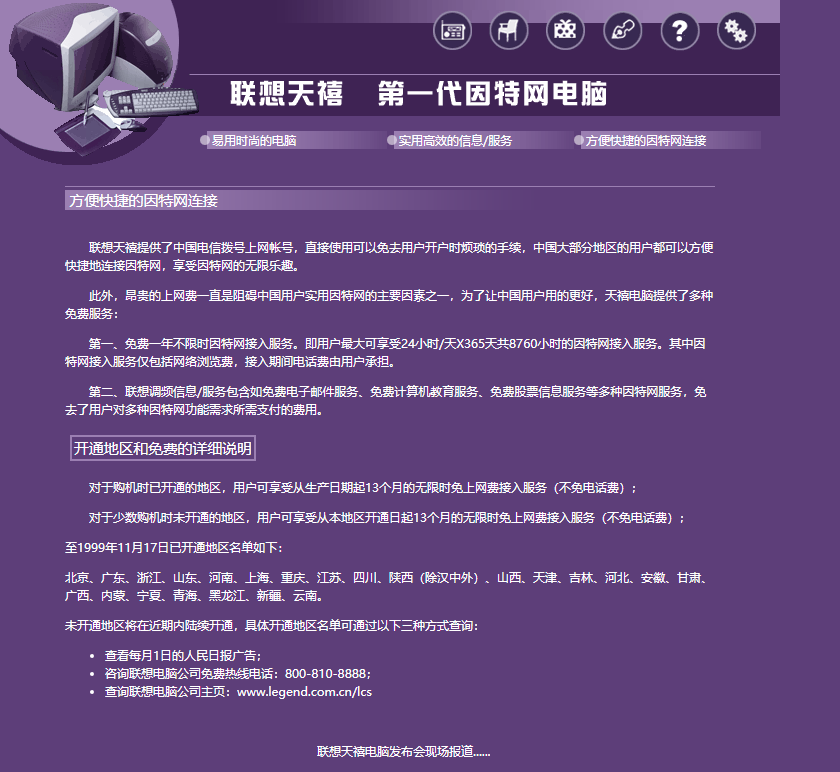 联想天禧 第一代因特网电脑
易用时尚的电脑 实用高效的信息/服务 方便快捷的因特网连接
方便快捷的因特网连接
联想天禧提供了中国电信拨号上网帐号，直接使用可以免去用户开户时烦琐的手续，中国大部分地区的用户都可以方便
快捷地连接因特网，享受因特网的无限乐趣。
此外，昂贵的上网费一直是阻碍中国用户实用因特网的主要因素之一，为了让中国用户用的更好，天禧电脑提供了多种
免费服务：
第一、免费一年不限时因特网接入服务。即用户最大可享受24小时/天X365天共8760小时的因特网接入服务。其中因
特网接入服务仅包括网络浏览费，接入期间电话费由用户承担。
第二、联想调频信息/服务包含如免费电子邮件服务、免费计算机教育服务、免费股票信息服务等多种因特网服务，免
去了用户对多种因特网功能需求所需支付的费用。
开通地区和免费的详细说明
对于购机时已开通的地区，用户可享受从生产日期起13个月的无限时免上网费接入服务（不免电话费）；
对于少数购机时未开通的地区，用户可享受从本地区开通日起13个月的无限时免上网费接入服务（不免电话费）；
至1999年11月17日已开通地区名单如下：
北京、广东、浙江、山东、河南、上海、重庆、江苏、四川、陕西（除汉中外）、山西、天津、吉林、河北、安徽、甘肃、
广西、内蒙、宁夏、青海、黑龙江、新疆、云南。
未开通地区将在近期内陆续开通，具体开通地区名单可通过以下三种方式查询：
• 查看每月1日的人民日报广告；
• 咨询联想电脑公司免费热线电话：800-810-8888；
• 查询联想电脑公司主页：www.legend.com.cn/lcs
联想天禧电脑发布会现场报道......